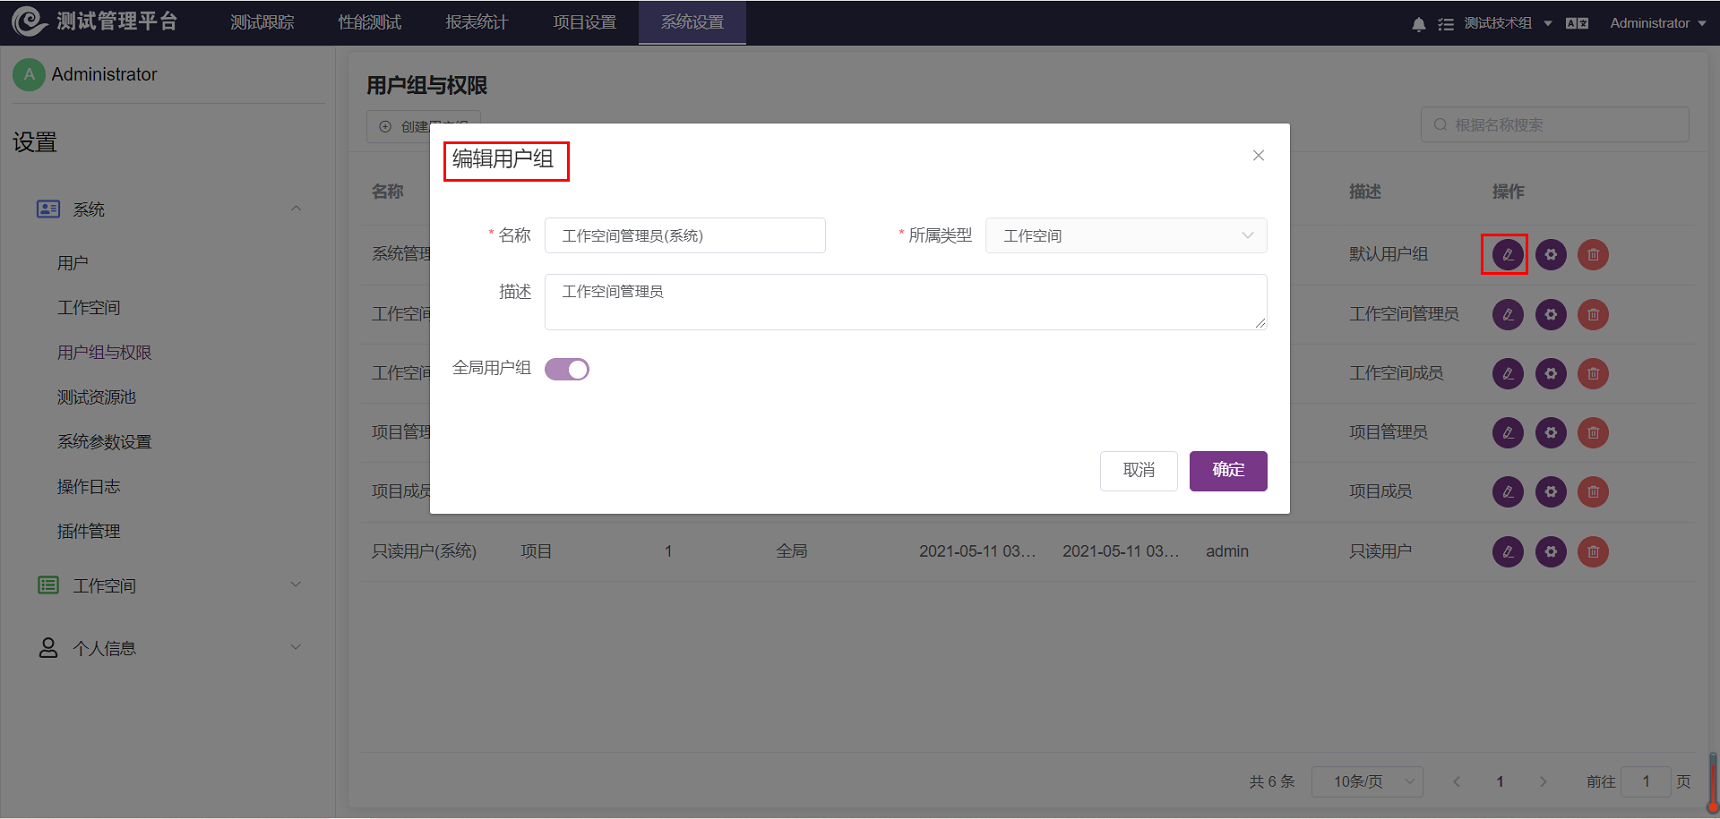 测试管理平台 测试跟踪 性能测试 报表统计 项目设置 系统设置 测试技术组 Administrator
A Administrator
设置
系统
用户
工作空间
用户组与权限
测试资源池
系统参数设置
操作日志
插件管理
工作空间
个人信息
用户组与权限
创建用户组
根据名称搜索
名称 描述 操作
系统管理 默认用户组
工作空间 工作空间管理员
工作空间 工作空间成员
项目管理 项目管理员
项目成员 项目成员
只读用户(系统) 项目 1 全局 2021-05-11 03... 2021-05-11 03... admin 只读用户
编辑用户组
* 名称 工作空间管理员(系统) * 所属类型 工作空间
描述 工作空间管理员
全局用户组
取消 确定
共 6 条 10条/页 1 前往 1 页